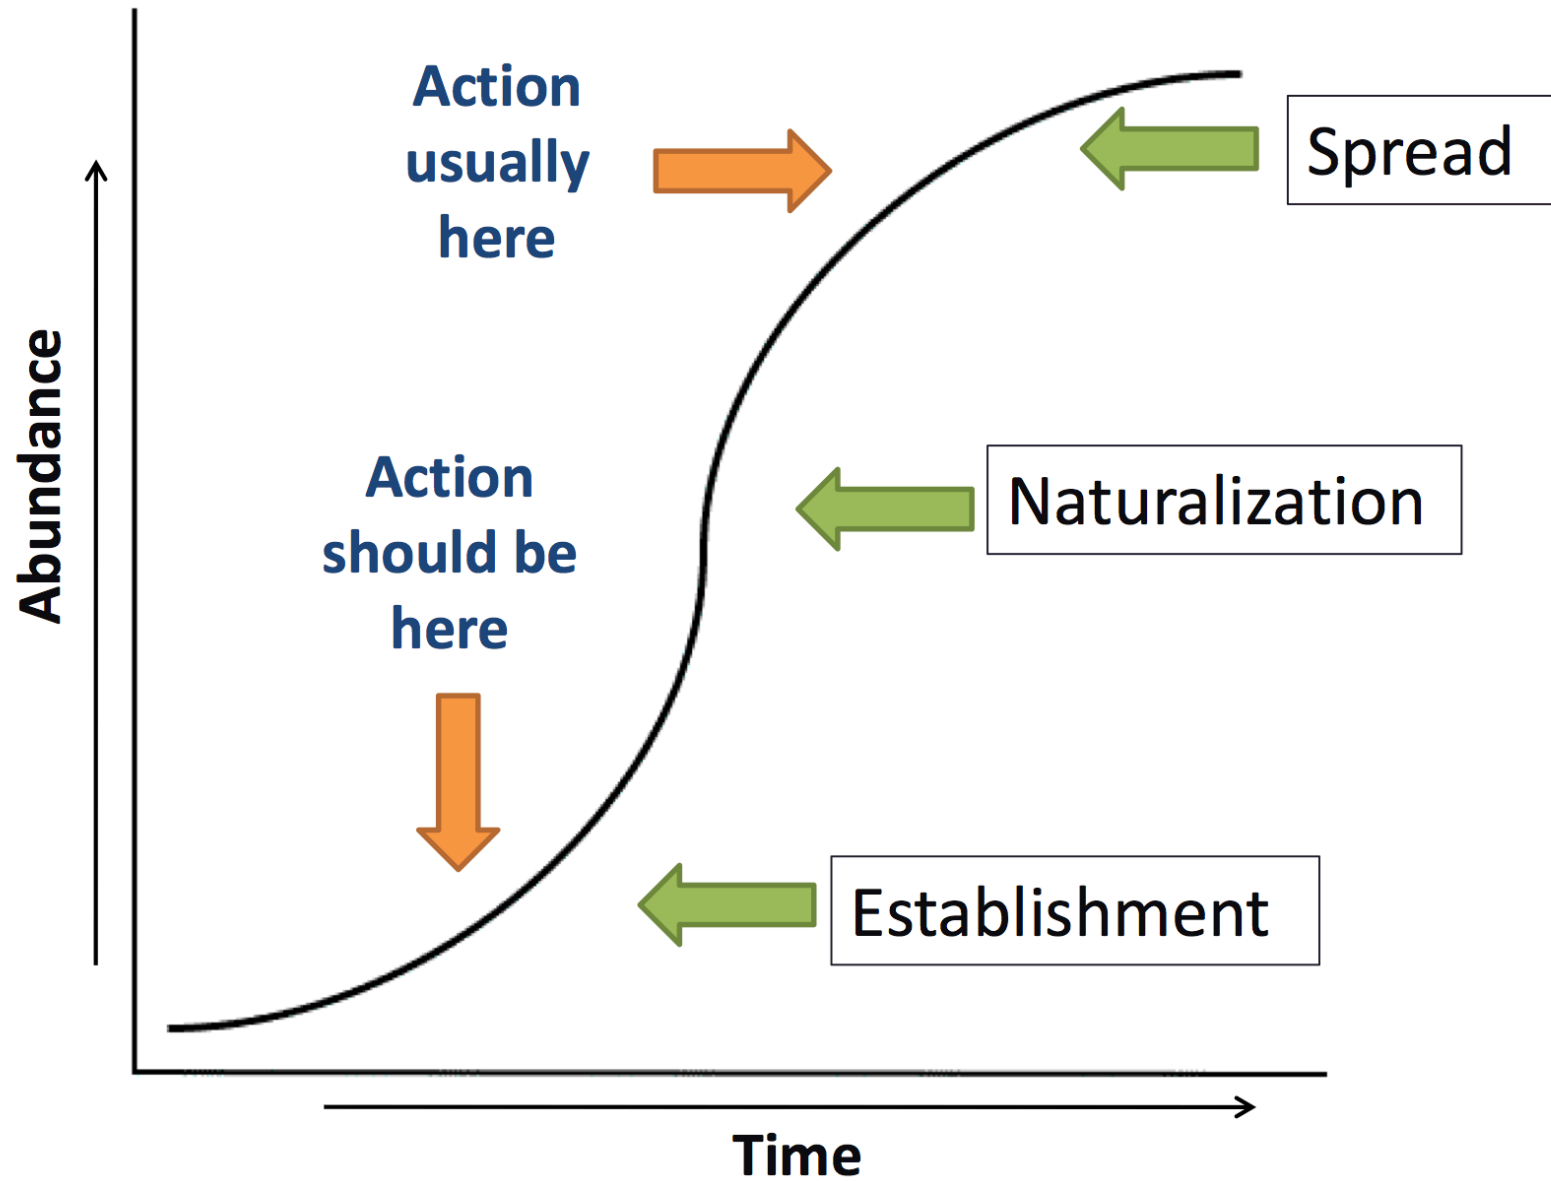 Action
usually
here
Spread
Abundance
Action
should be
here
Naturalization
Establishment
Time